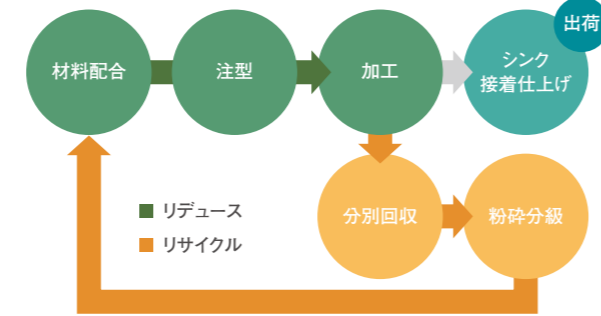 出荷
材料配合
注型
加工
シンク
接着仕上げ
分別回収
粉砕分級
リデュース
リサイクル